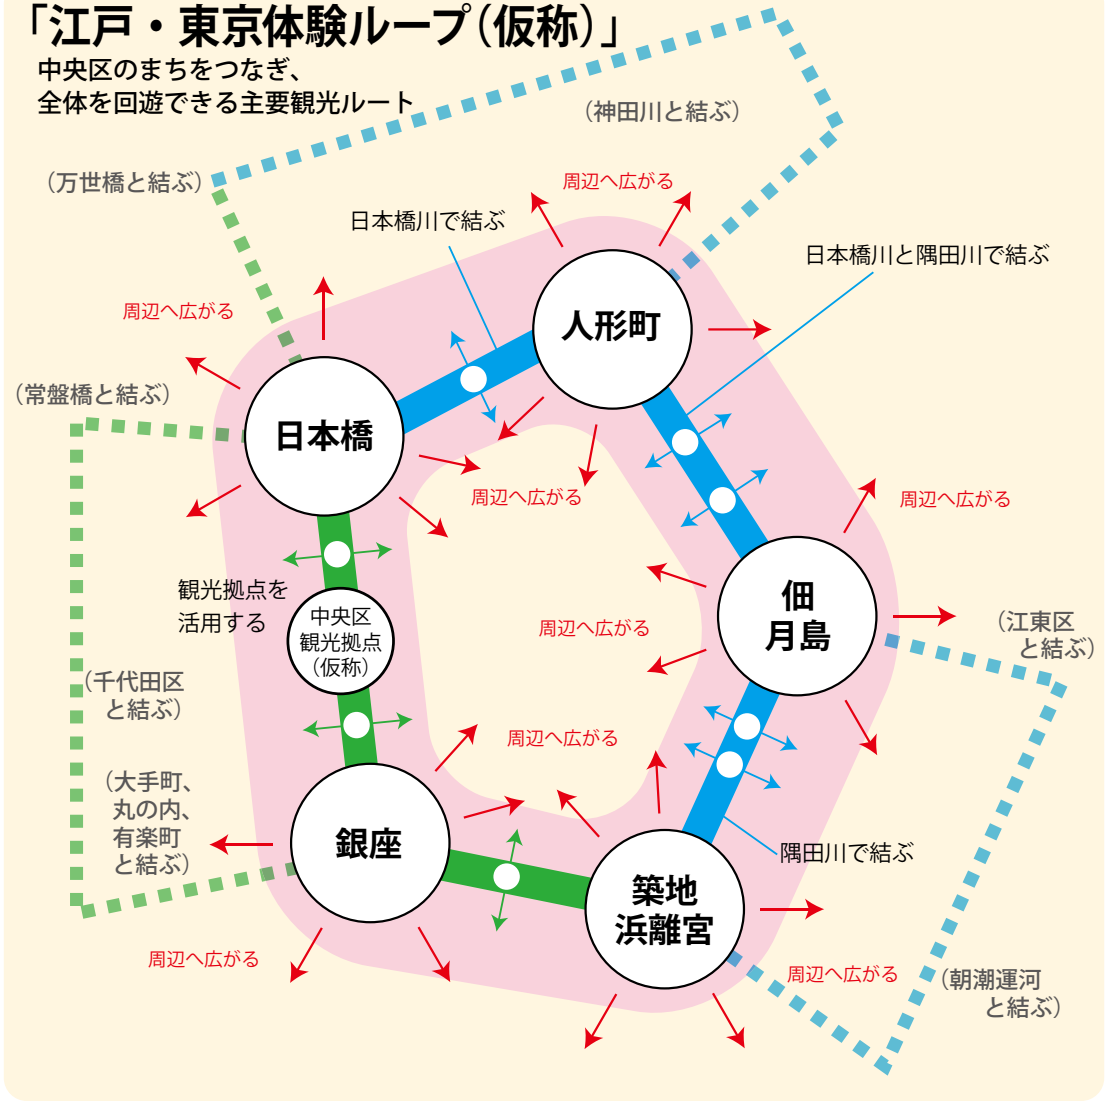 「江戸・東京体験ループ（仮称）」
中央区のまちをつなぎ、
全体を回遊できる主要観光ルート
（神田川と結ぶ）
（万世橋と結ぶ）
周辺へ広がる
日本橋川で結ぶ
日本橋川と隅田川で結ぶ
周辺へ広がる
人形町
（常盤橋と結ぶ）
日本橋
周辺へ広がる
周辺へ広がる
観光拠点を
活用する
中央区
観光拠点
（仮称）
佃
月島
周辺へ広がる
（江東区
と結ぶ）
（千代田区
と結ぶ）
周辺へ広がる
（大手町、
丸の内、
有楽町
と結ぶ）
銀座
隅田川で結ぶ
築地
浜離宮
周辺へ広がる
周辺へ広がる
（朝潮運河
と結ぶ）